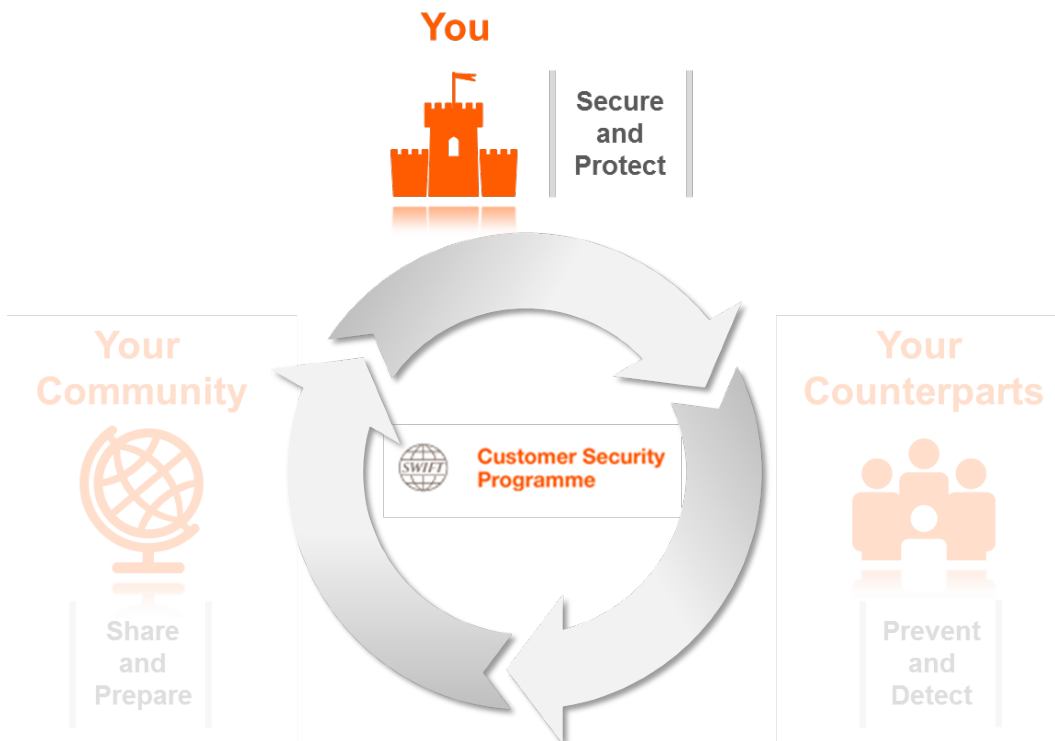 You
Secure
and
Protect
Your
Community
Your
Counterparts
SWIFT
Customer Security
Programme
Share
and
Prepare
Prevent
and
Detect